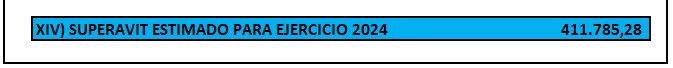 XIV) SUPERAVIT ESTIMADO PARA EJERCICIO 2024 411.785,28